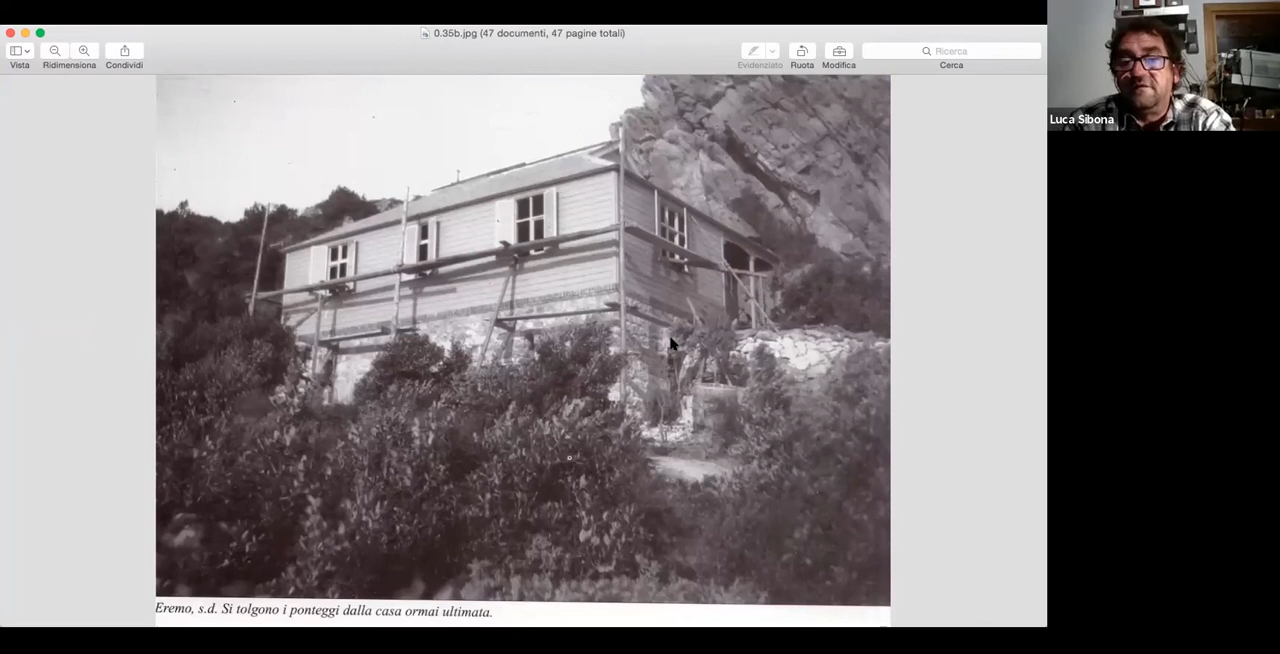 0.35b.jpg (47 documenti, 47 pagine totali)
Vista
Ridimensiona
Condividi
Evidenziato
Ruota
Modifica
Ricerca
Cerca
Luca Sibona
Eremo, s.d. Si tolgono i ponteggi dalla casa ormai ultimata.